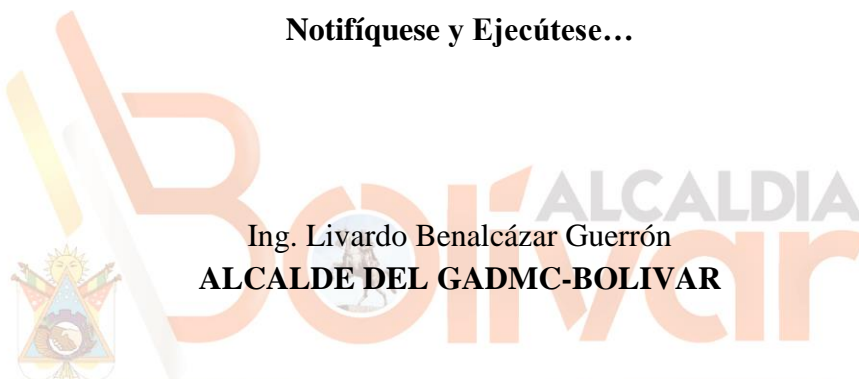 Notifíquese y Ejecútese…
ALCALDIA
Bolívar
Ing. Livardo Benalcázar Guerrón
ALCALDE DEL GADMC-BOLIVAR